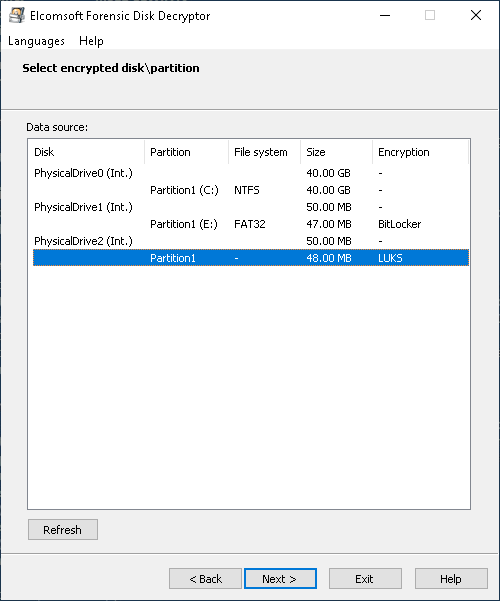 Elcomsoft Forensic Disk Decryptor
Languages Help
Select encrypted disk\partition
Data source:
Disk Partition File system Size Encryption
PhysicalDrive0 (Int.) 40.00 GB -
Partition1 (C:) NTFS 40.00 GB -
PhysicalDrive1 (Int.) 50.00 MB -
Partition1 (E:) FAT32 47.00 MB BitLocker
PhysicalDrive2 (Int.) 50.00 MB -
Partition1 - 48.00 MB LUKS
Refresh
< Back Next > Exit Help